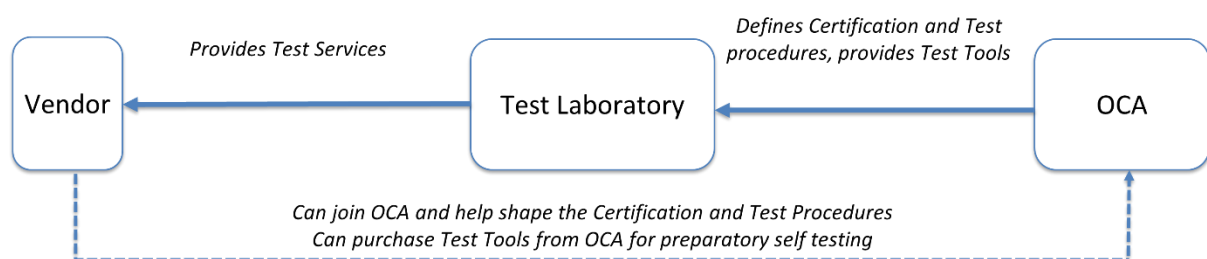 Provides Test Services
Defines Certification and Test
procedures, provides Test Tools
Vendor
Test Laboratory
OCA
Can join OCA and help shape the Certification and Test Procedures
Can purchase Test Tools from OCA for preparatory self testing